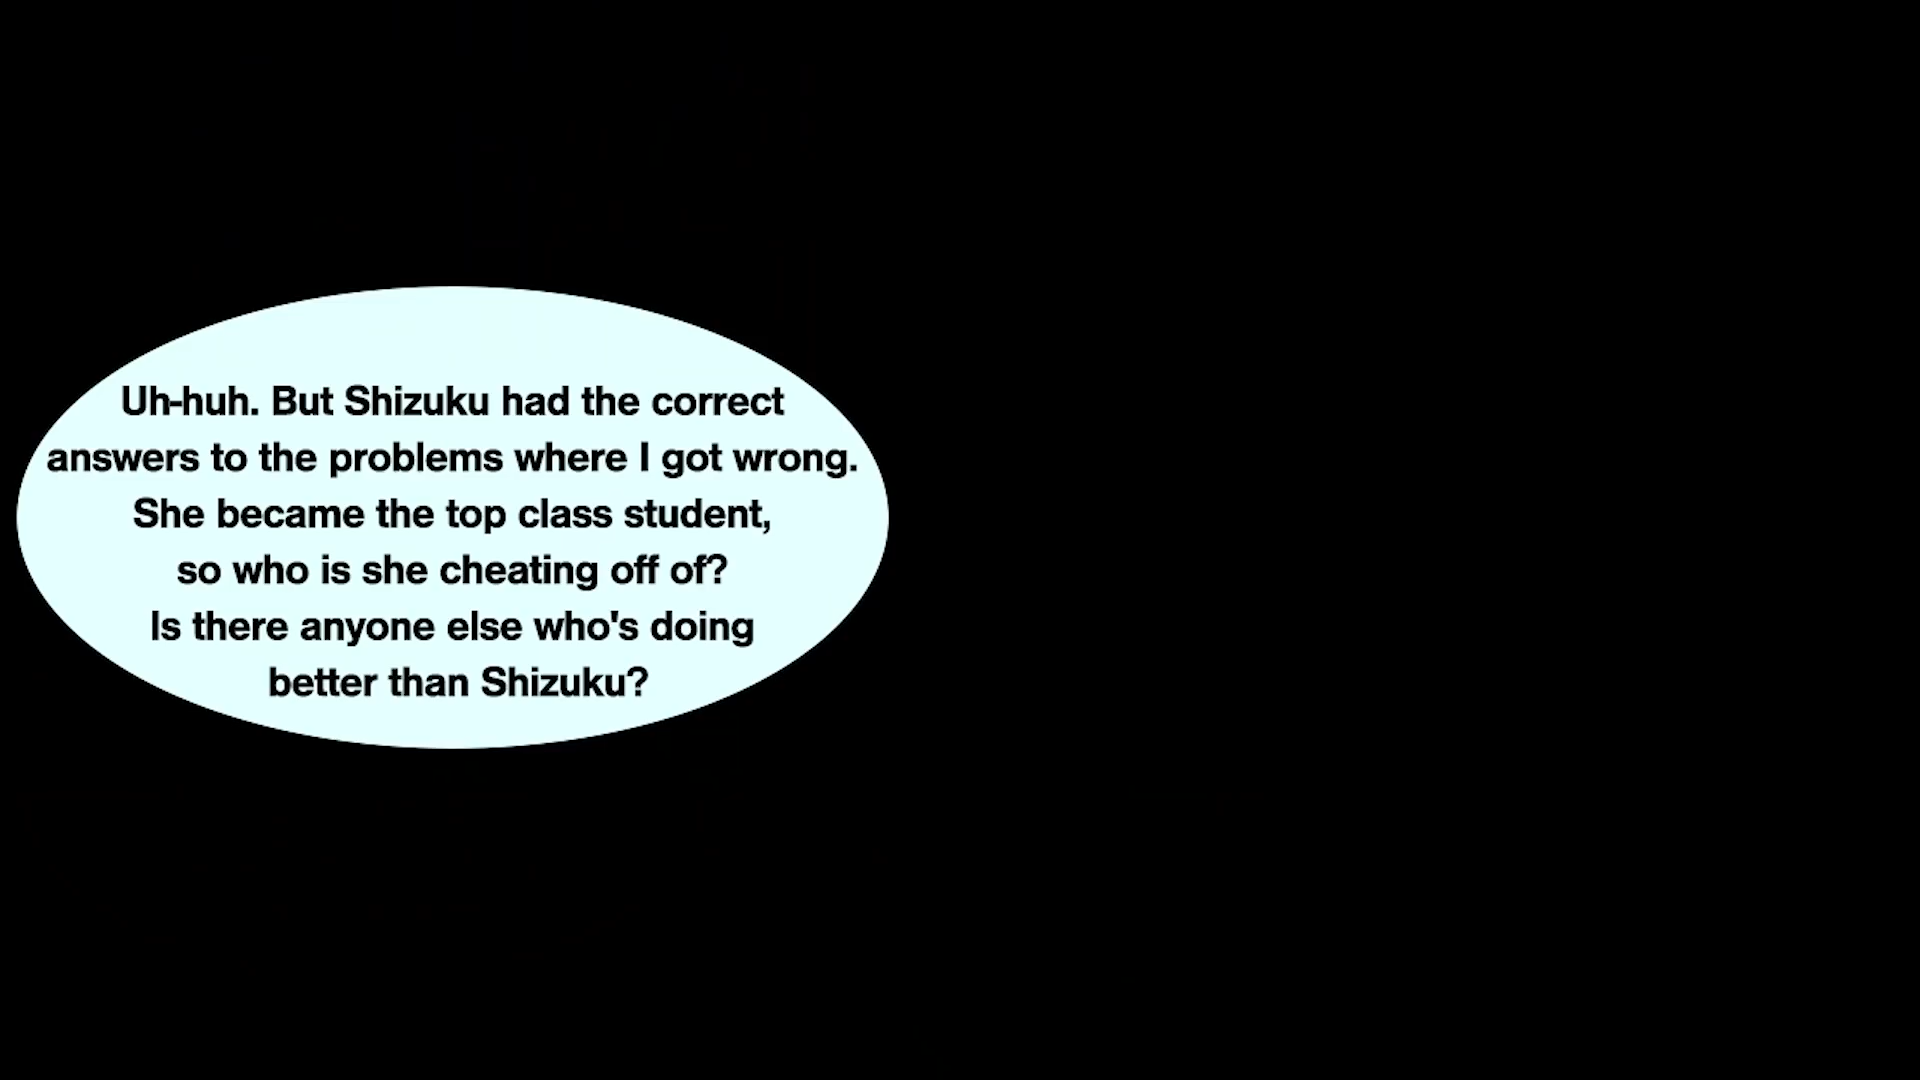 Uh-huh. But Shizuku had the correct
answers to the problems where I got wrong.
She became the top class student,
so who is she cheating off of?
Is there anyone else who's doing
better than Shizuku?